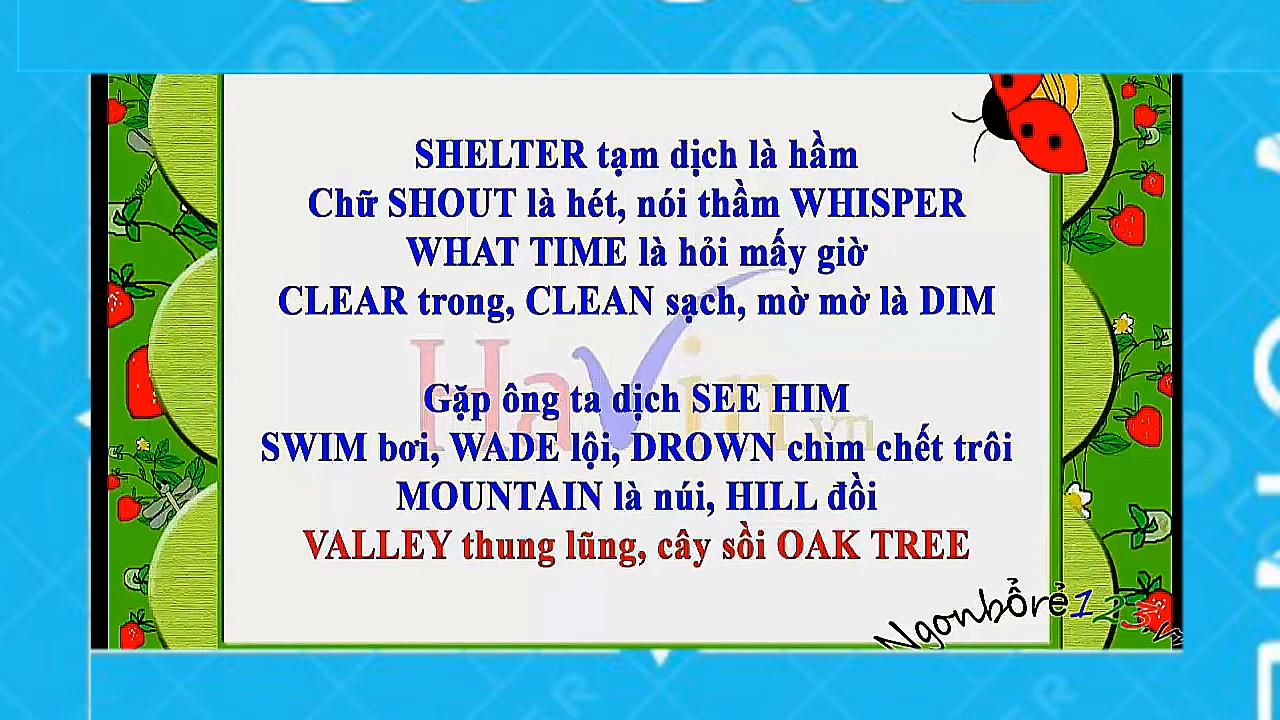 SHELTER tạm dịch là hầm
Chữ SHOUT là hét, nói thầm WHISPER
WHAT TIME là hỏi mấy giờ
CLEAR trong, CLEAN sạch, mờ mờ là DIM
Gặp ông ta dịch SEE HIM
SWIM bơi, WADE lội, DROWN chìm chết trôi
MOUNTAIN là núi, HILL đồi
VALLEY thung lũng, cây sồi OAK TREE
HaVin.vn
Ngonbổrẻ123.